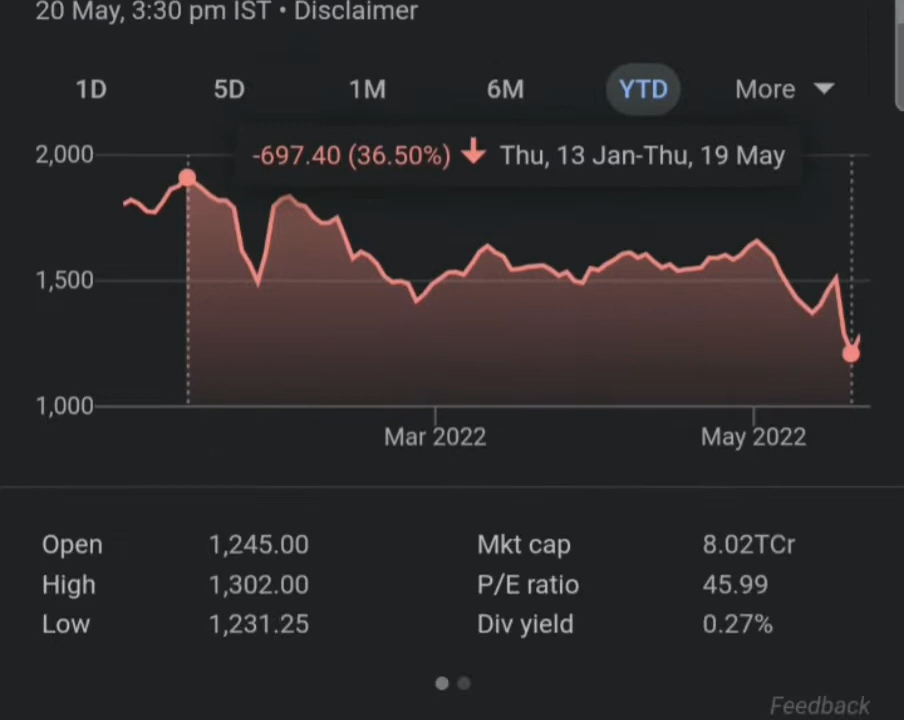 20 May, 3:30 pm IST • Disclaimer
1D 5D 1M 6M YTD More
2,000
-697.40 (36.50%) ↓ Thu, 13 Jan-Thu, 19 May
1,500
1,000
Mar 2022 May 2022
Open 1,245.00 Mkt cap 8.02TCr
High 1,302.00 P/E ratio 45.99
Low 1,231.25 Div yield 0.27%
Feedback